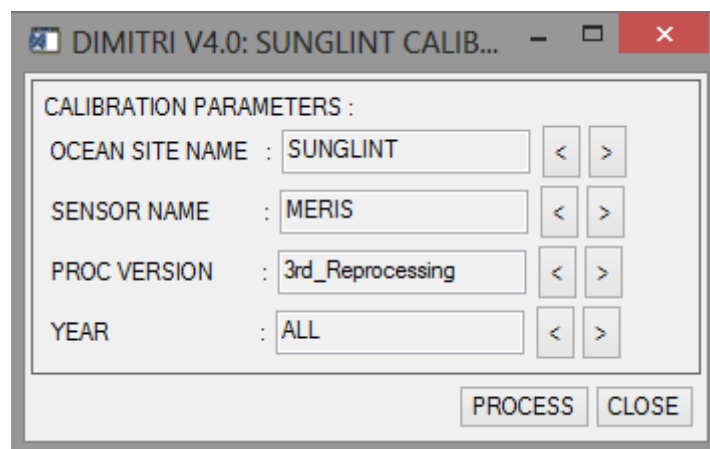 DIMITRI V4.0: SUNGLINT CALIB...
CALIBRATION PARAMETERS :
OCEAN SITE NAME : SUNGLINT < >
SENSOR NAME : MERIS < >
PROC VERSION : 3rd_Reprocessing < >
YEAR : ALL < >
PROCESS CLOSE